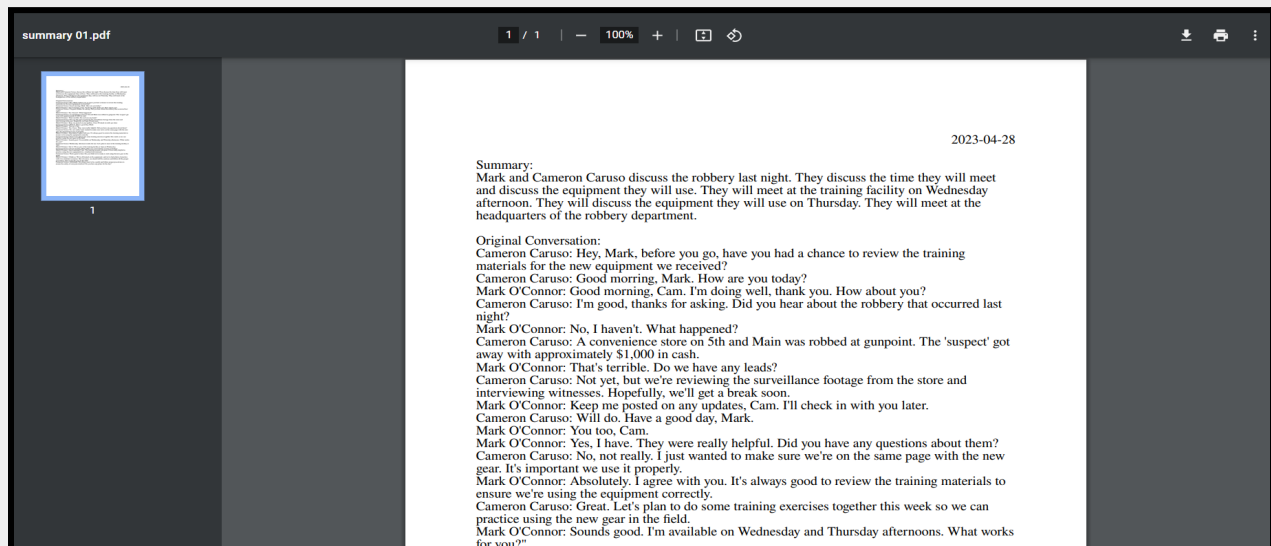 summary 01.pdf
1 / 1
100%
1
2023-04-28
Summary:
Mark and Cameron Caruso discuss the robbery last night. They discuss the time they will meet
and discuss the equipment they will use. They will meet at the training facility on Wednesday
afternoon. They will discuss the equipment they will use on Thursday. They will meet at the
headquarters of the robbery department.
Original Conversation:
Cameron Caruso: Hey, Mark, before you go, have you had a chance to review the training
materials for the new equipment we received?
Cameron Caruso: Good morring, Mark. How are you today?
Mark O'Connor: Good morning, Cam. I'm doing well, thank you. How about you?
Cameron Caruso: I'm good, thanks for asking. Did you hear about the robbery that occurred last
night?
Mark O'Connor: No, I haven't. What happened?
Cameron Caruso: A convenience store on 5th and Main was robbed at gunpoint. The 'suspect' got
away with approximately $1,000 in cash.
Mark O'Connor: That's terrible. Do we have any leads?
Cameron Caruso: Not yet, but we're reviewing the surveillance footage from the store and
interviewing witnesses. Hopefully, we'll get a break soon.
Mark O'Connor: Keep me posted on any updates, Cam. I'll check in with you later.
Cameron Caruso: Will do. Have a good day, Mark.
Mark O'Connor: You too, Cam.
Mark O'Connor: Yes, I have. They were really helpful. Did you have any questions about them?
Cameron Caruso: No, not really. I just wanted to make sure we're on the same page with the new
gear. It's important we use it properly.
Mark O'Connor: Absolutely. I agree with you. It's always good to review the training materials to
ensure we're using the equipment correctly.
Cameron Caruso: Great. Let's plan to do some training exercises together this week so we can
practice using the new gear in the field.
Mark O'Connor: Sounds good. I'm available on Wednesday and Thursday afternoons. What works
for you?"